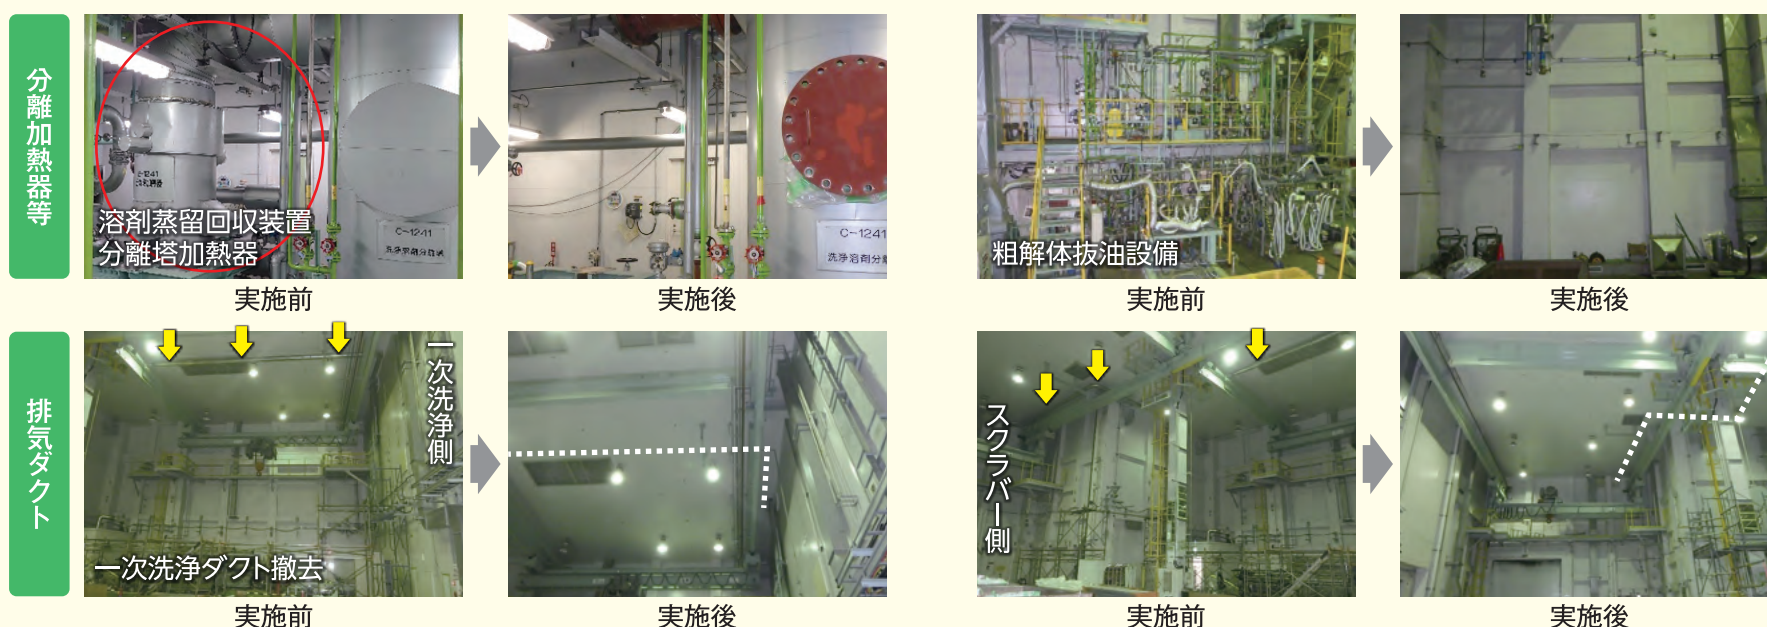 分離加熱器等
C-1241
溶剤蒸留回収装置
分離塔加熱器
C-1241
実施前
C-1241
実施後
粗解体抜油設備
実施前
実施後
排気ダクト
一次洗浄側
一次洗浄ダクト撤去
実施前
実施後
スクラバー側
実施前
実施後